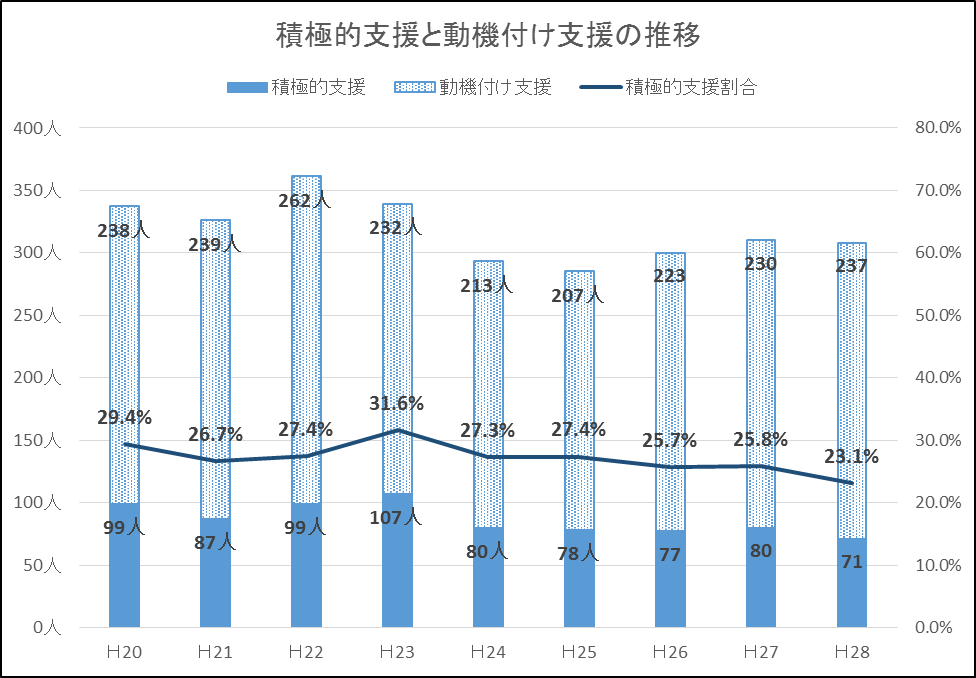 積極的支援と動機付け支援の推移
積極的支援 動機付け支援 積極的支援割合
400人 80.0%
350人 70.0%
238人 239人 262人 232人 213人 207人 223 230 237
300人 60.0%
250人 50.0%
200人 40.0%
29.4% 26.7% 27.4% 31.6% 27.3% 27.4% 25.7% 25.8% 23.1%
150人 30.0%
100人 20.0%
99人 87人 99人 107人 80人 78人 77 80 71
50人 10.0%
0人 0.0%
H20 H21 H22 H23 H24 H25 H26 H27 H28